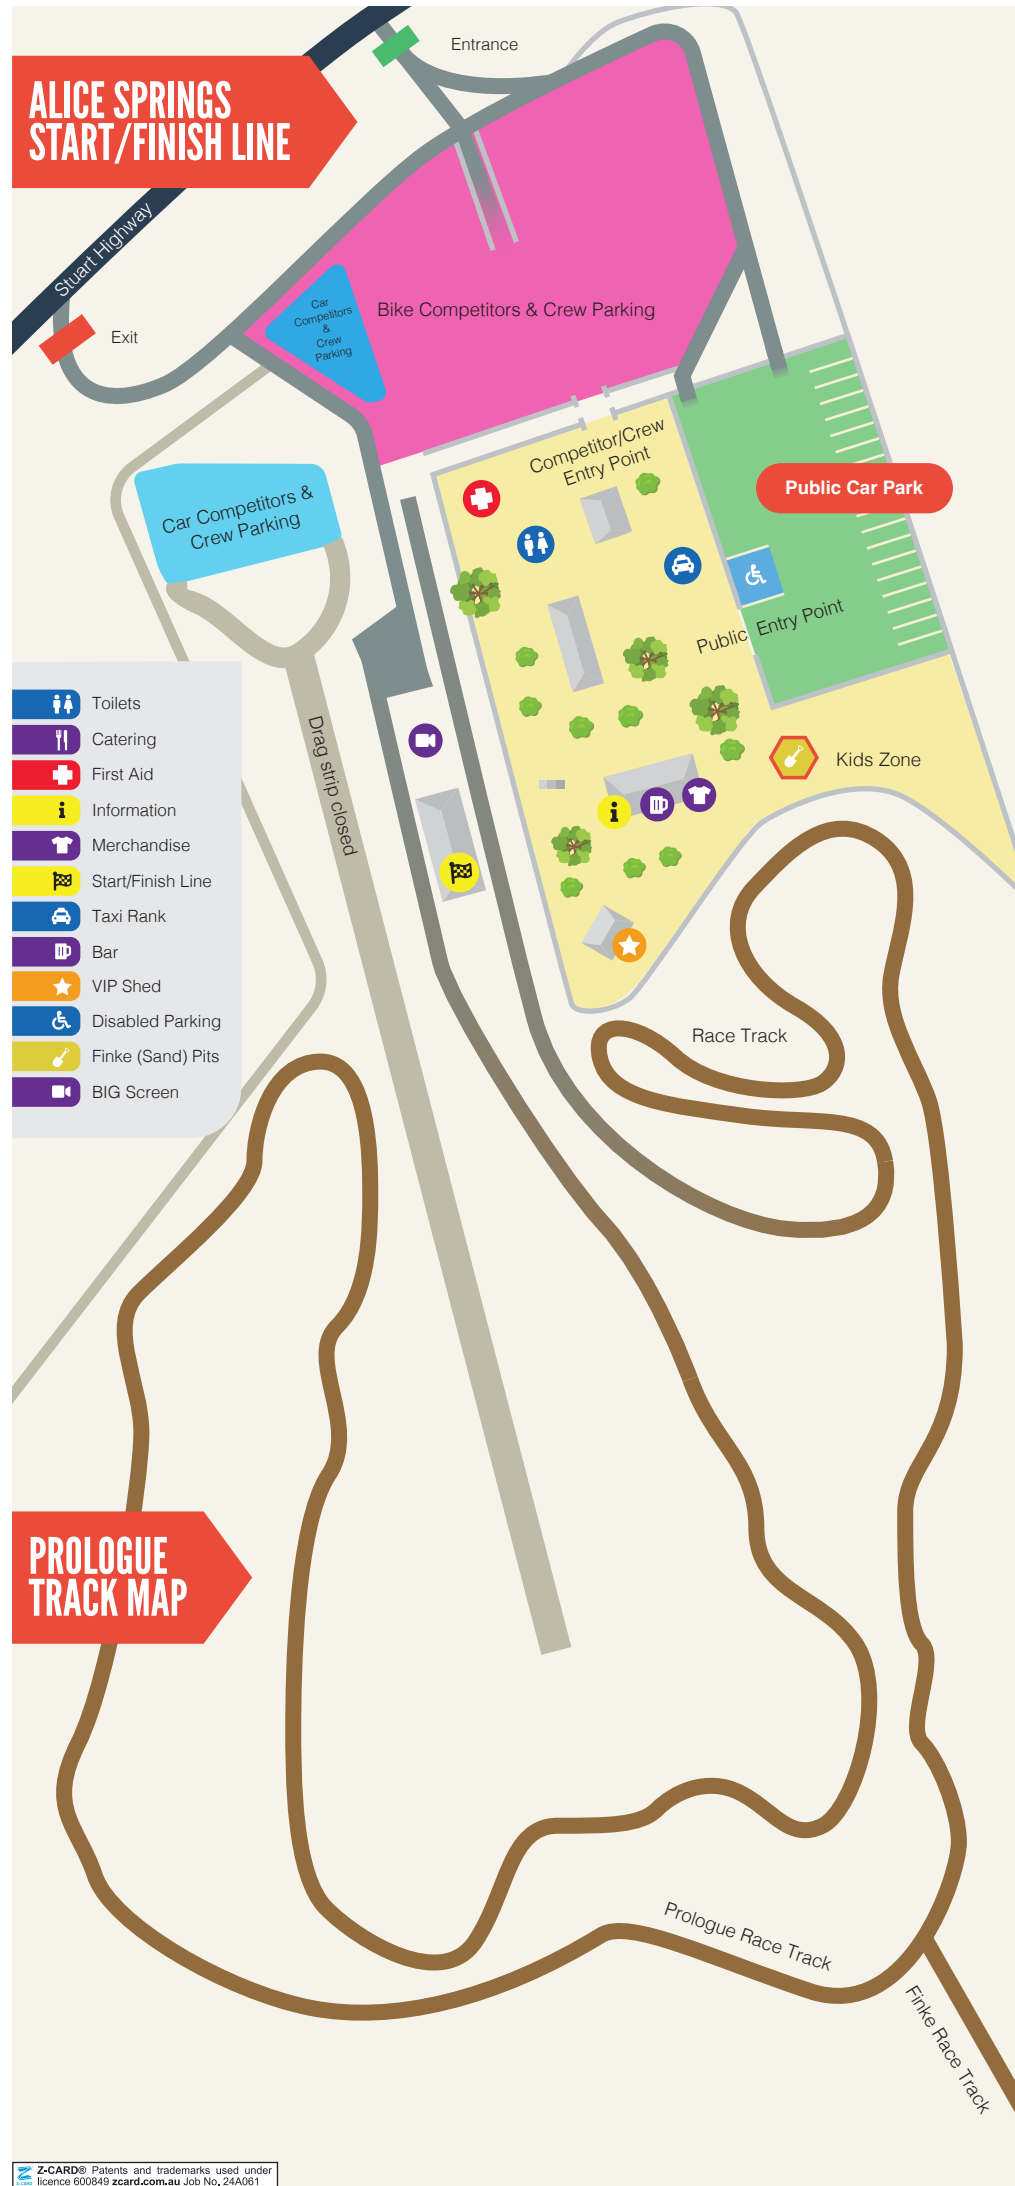 Entrance
ALICE SPRINGS
START/FINISH LINE
Stuart Highway
Exit
Car
Competitors
&
Crew
Parking
Bike Competitors & Crew Parking
Competitor/Crew
Entry Point
Car Competitors &
Crew Parking
Public Car Park
Public Entry Point
Kids Zone
Drag strip closed
Toilets
Catering
First Aid
Information
Merchandise
Start/Finish Line
Taxi Rank
Bar
VIP Shed
Disabled Parking
Finke (Sand) Pits
BIG Screen
Race Track
PROLOGUE
TRACK MAP
Prologue Race Track
Finke Race Track
Z-CARD® Patents and trademarks used under
licence 600849 zcard.com.au Job No. 24A061